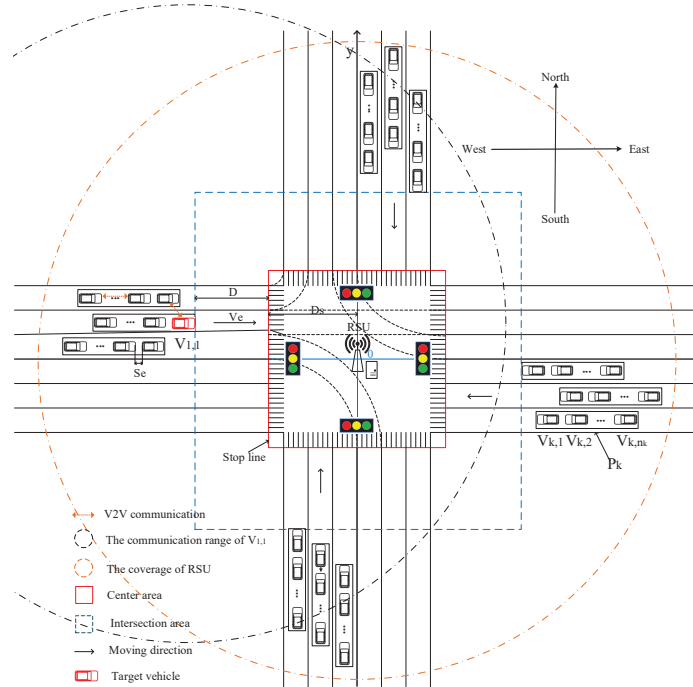 y
North
West
East
South
D
Ve
Ds
RSU
0
V1,1
Se
Vk,1 Vk,2 Vk,nk
Pk
Stop line
V2V communication
The communication range of V1,1
The coverage of RSU
Center area
Intersection area
Moving direction
Target vehicle